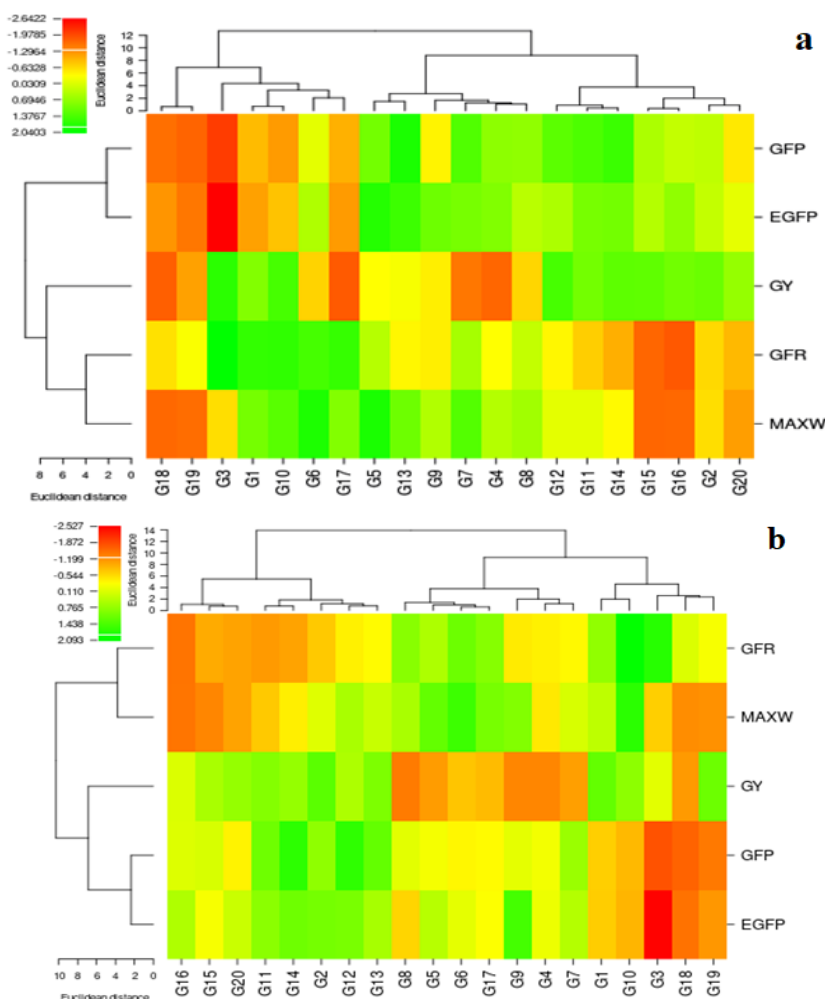 a
-2.6422
-1.9785
-1.2964
-0.6328
0.0309
0.6946
1.3767
2.0403
Euclidean distance
12
10
8
6
4
2
0
GFP
EGFP
GY
GFR
MAXW
8 6 4 2 0
Euclidean distance
G18 G19 G3 G1 G10 G6 G17 G5 G13 G9 G7 G4 G8 G12 G11 G14 G15 G16 G2 G20
b
-2.527
-1.872
-1.199
-0.544
0.110
0.765
1.438
2.093
Euclidean distance
14
12
10
8
6
4
2
0
GFR
MAXW
GY
GFP
EGFP
10 8 6 4 2 0
Euclidean distance
G16 G15 G20 G11 G14 G2 G12 G13 G8 G5 G6 G17 G9 G4 G7 G1 G10 G3 G18 G19